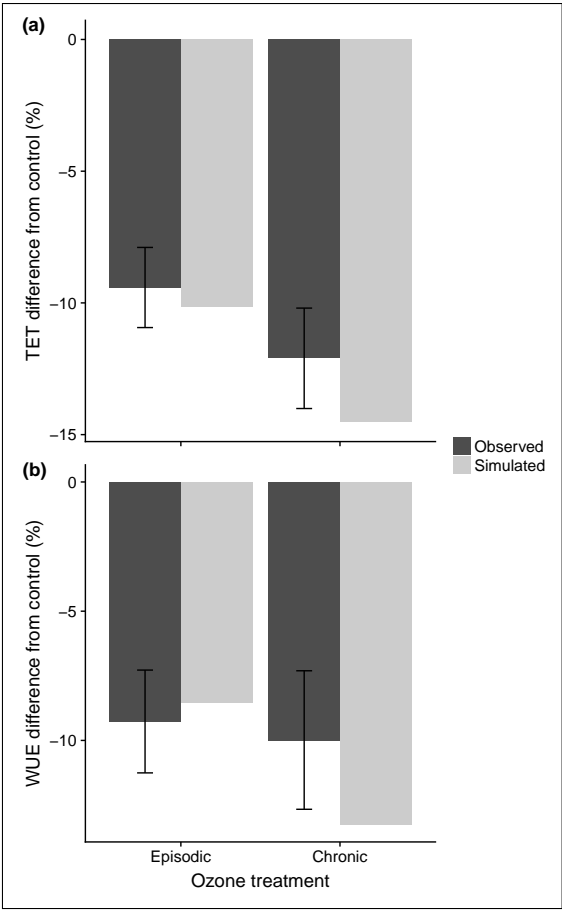 (a)
0
−5
−10
−15
TET difference from control (%)
Observed
Simulated
(b)
0
−5
−10
WUE difference from control (%)
Episodic Chronic
Ozone treatment